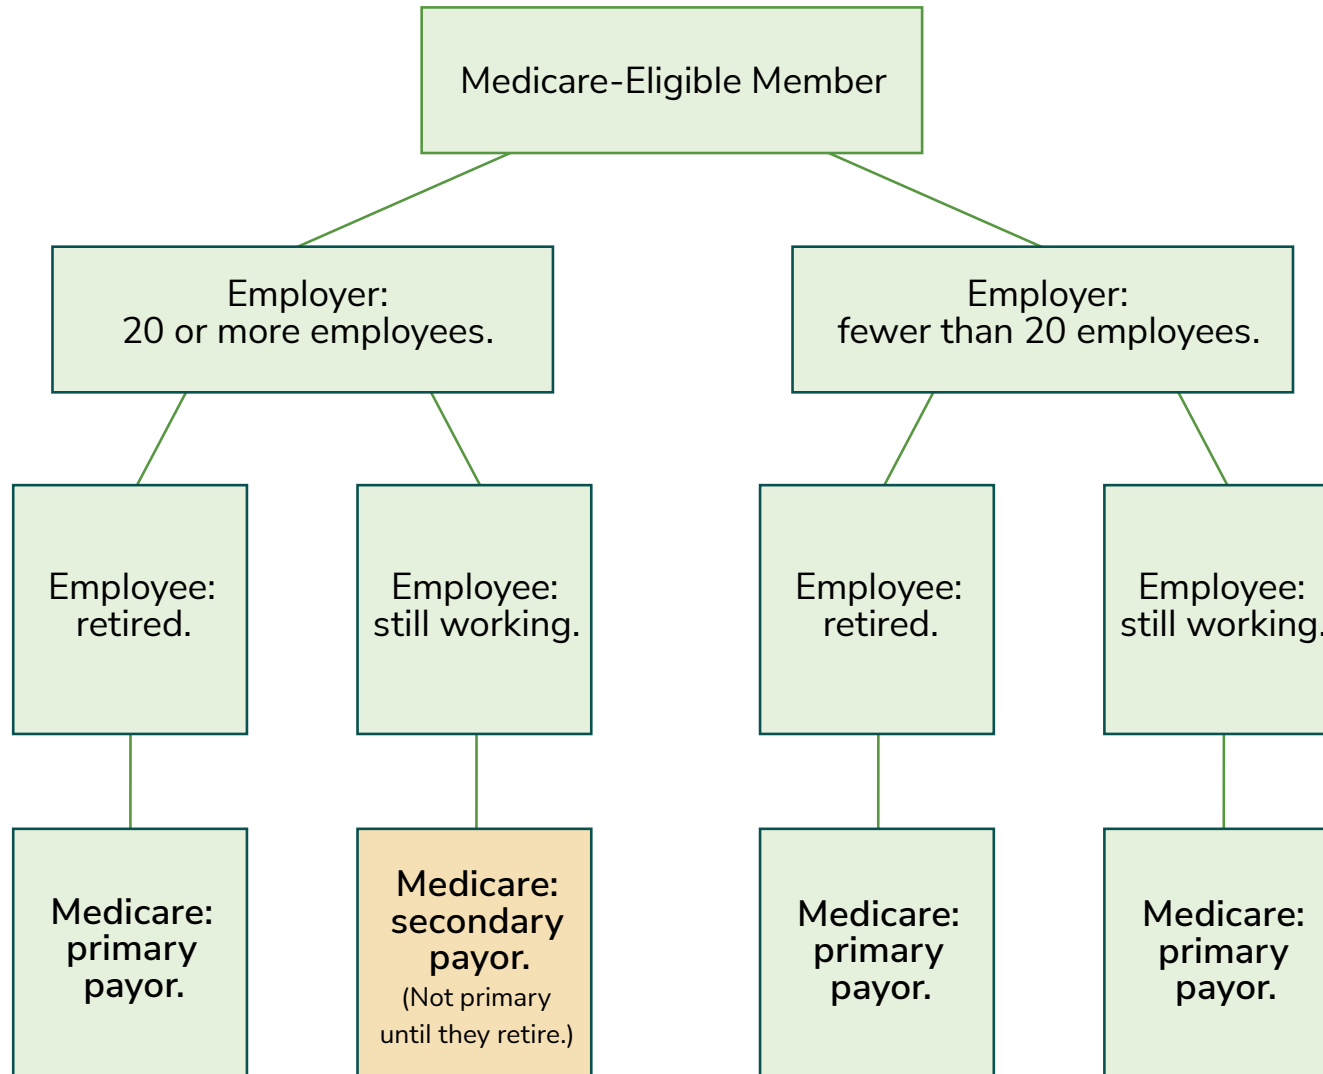 Medicare-Eligible Member
Employer:
20 or more employees.
Employer:
fewer than 20 employees.
Employee:
retired.
Employee:
still working.
Employee:
retired.
Employee:
still working.
Medicare:
primary
payor.
Medicare:
secondary
payor.
(Not primary
until they retire.)
Medicare:
primary
payor.
Medicare:
primary
payor.